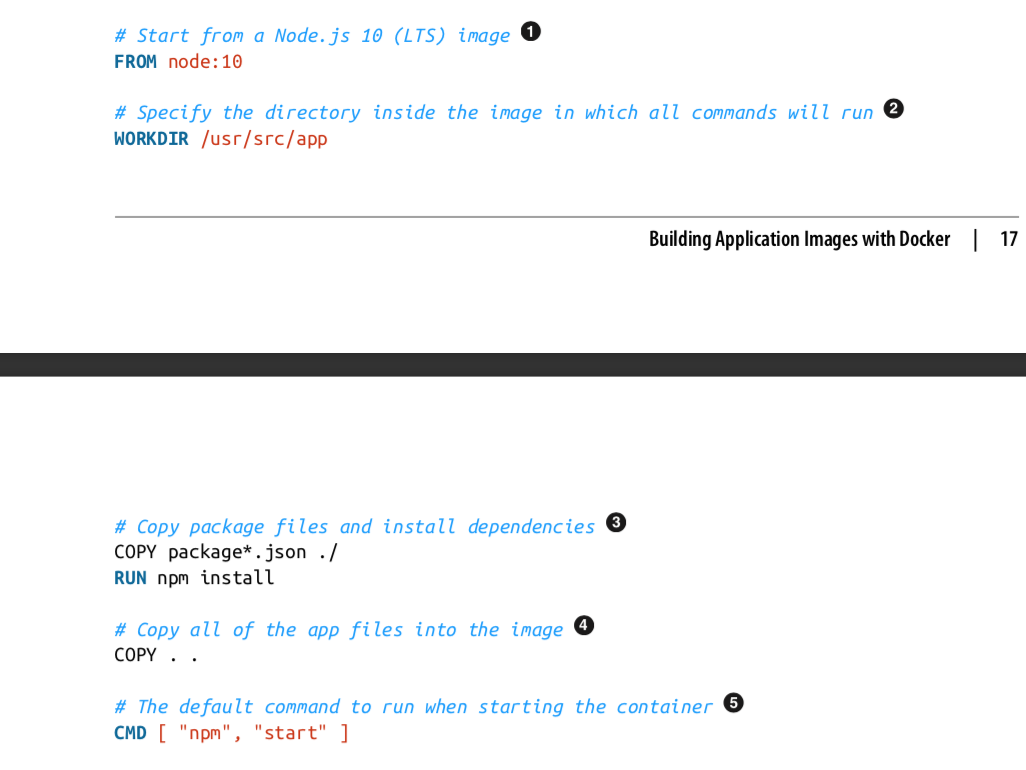 # Start from a Node.js 10 (LTS) image ❶
FROM node:10
# Specify the directory inside the image in which all commands will run ❷
WORKDIR /usr/src/app
Building Application Images with Docker | 17
# Copy package files and install dependencies ❸
COPY package*.json ./
RUN npm install
# Copy all of the app files into the image ❹
COPY . .
# The default command to run when starting the container ❺
CMD [ "npm", "start" ]